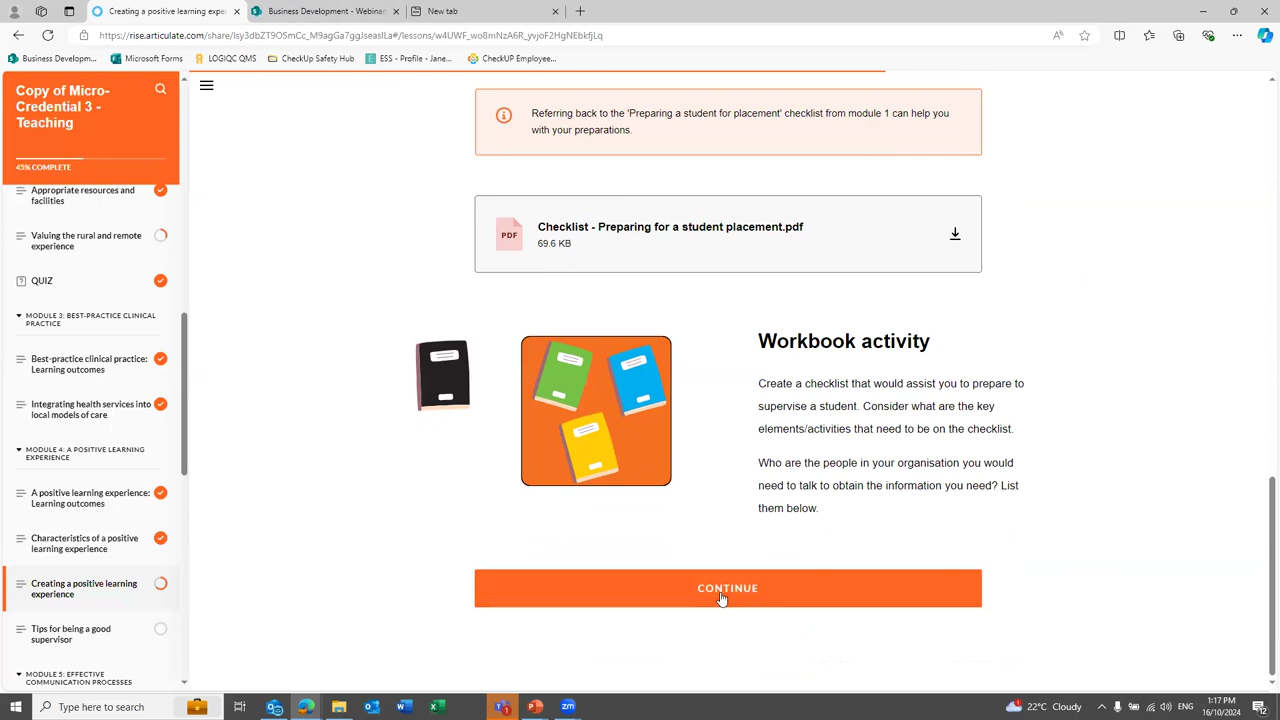 Creating a positive learning expe
Business Development - Webinar
New tab
https://rise.articulate.com/share/
Business Developm...
Microsoft Forms
LOGIQC QMS
CheckUp Safety Hub
ESS - Profile - Jane...
CheckUP Employee...
Copy of Micro-
Credential 3 -
Teaching
45% COMPLETE
Appropriate resources and
facilities
Valuing the rural and remote
experience
QUIZ
MODULE 3: BEST-PRACTICE CLINICAL
PRACTICE
Best-practice clinical practice:
Learning outcomes
Integrating health services into
local models of care
MODULE 4: A POSITIVE LEARNING
EXPERIENCE
A positive learning experience:
Learning outcomes
Characteristics of a positive
learning experience
Creating a positive learning
experience
Tips for being a good
supervisor
MODULE 5: EFFECTIVE
COMMUNICATION PROCESSES
Referring back to the 'Preparing a student for placement' checklist from module 1 can help you
with your preparations.
PDF
Checklist - Preparing for a student placement.pdf
69.6 KB
Workbook activity
Create a checklist that would assist you to prepare to
supervise a student. Consider what are the key
elements/activities that need to be on the checklist.
Who are the people in your organisation you would
need to talk to obtain the information you need? List
them below.
CONTINUE
Type here to search
22°C Cloudy
ENG
1:17 PM
16/10/2024